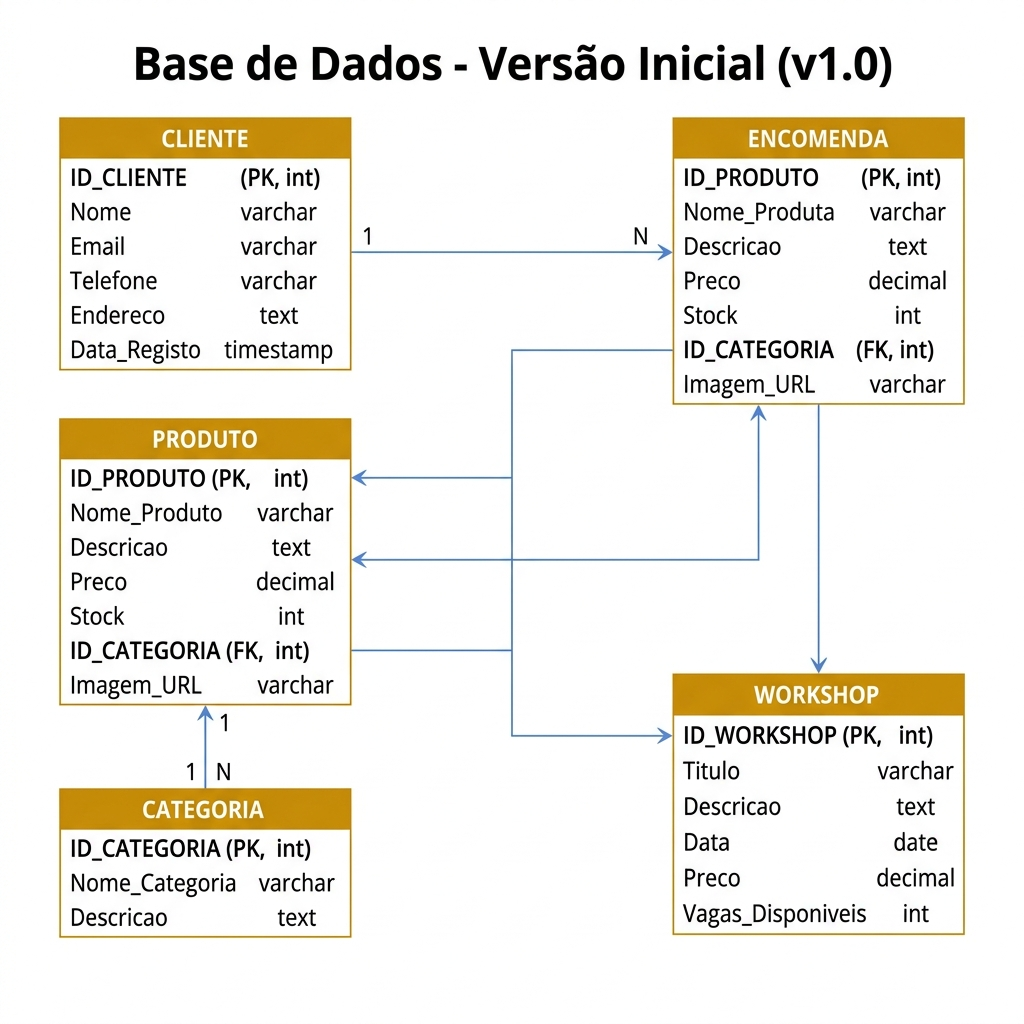 Base de Dados - Versão Inicial (v1.0)
CLIENTE
ID_CLIENTE (PK, int)
Nome varchar
Email varchar
Telefone varchar
Endereco text
Data_Registo timestamp
1 N
ENCOMENDA
ID_PRODUTO (PK, int)
Nome_Produta varchar
Descricao text
Preco decimal
Stock int
ID_CATEGORIA (FK, int)
Imagem_URL varchar
PRODUTO
ID_PRODUTO (PK, int)
Nome_Produto varchar
Descricao text
Preco decimal
Stock int
ID_CATEGORIA (FK, int)
Imagem_URL varchar
1
1 N
CATEGORIA
ID_CATEGORIA (PK, int)
Nome_Categoria varchar
Descricao text
WORKSHOP
ID_WORKSHOP (PK, int)
Titulo varchar
Descricao text
Data date
Preco decimal
Vagas_Disponiveis int